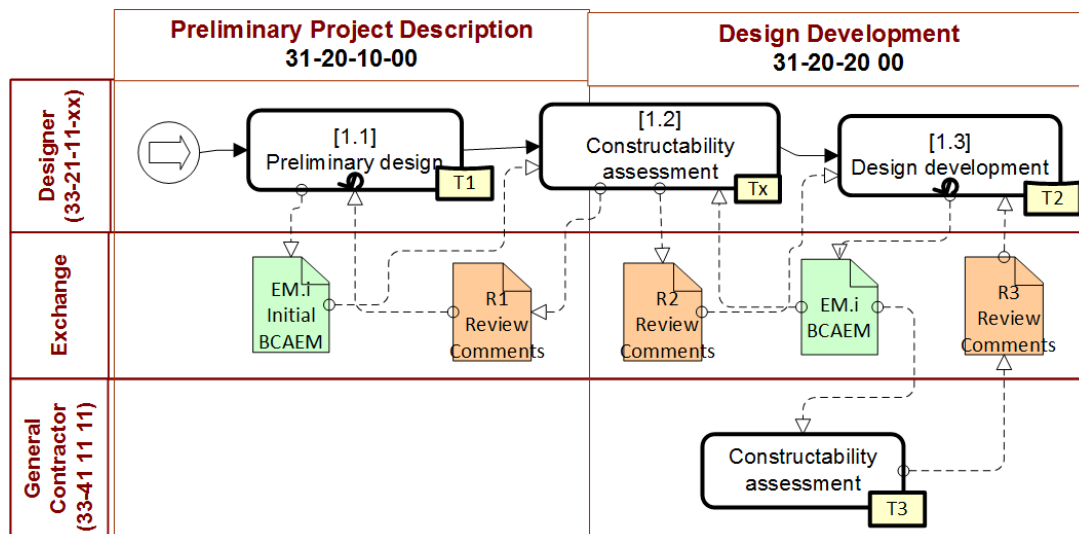 Preliminary Project Description
31-20-10-00
Design Development
31-20-20 00
Designer
(33-21-11-xx)
[1.1]
Preliminary design
T1
[1.2]
Constructability
assessment
Tx
[1.3]
Design development
T2
Exchange
EM.i
Initial
BCAEM
R1
Review
Comments
R2
Review
Comments
EM.i
BCAEM
R3
Review
Comments
General
Contractor
(33-41 11 11)
Constructability
assessment
T3